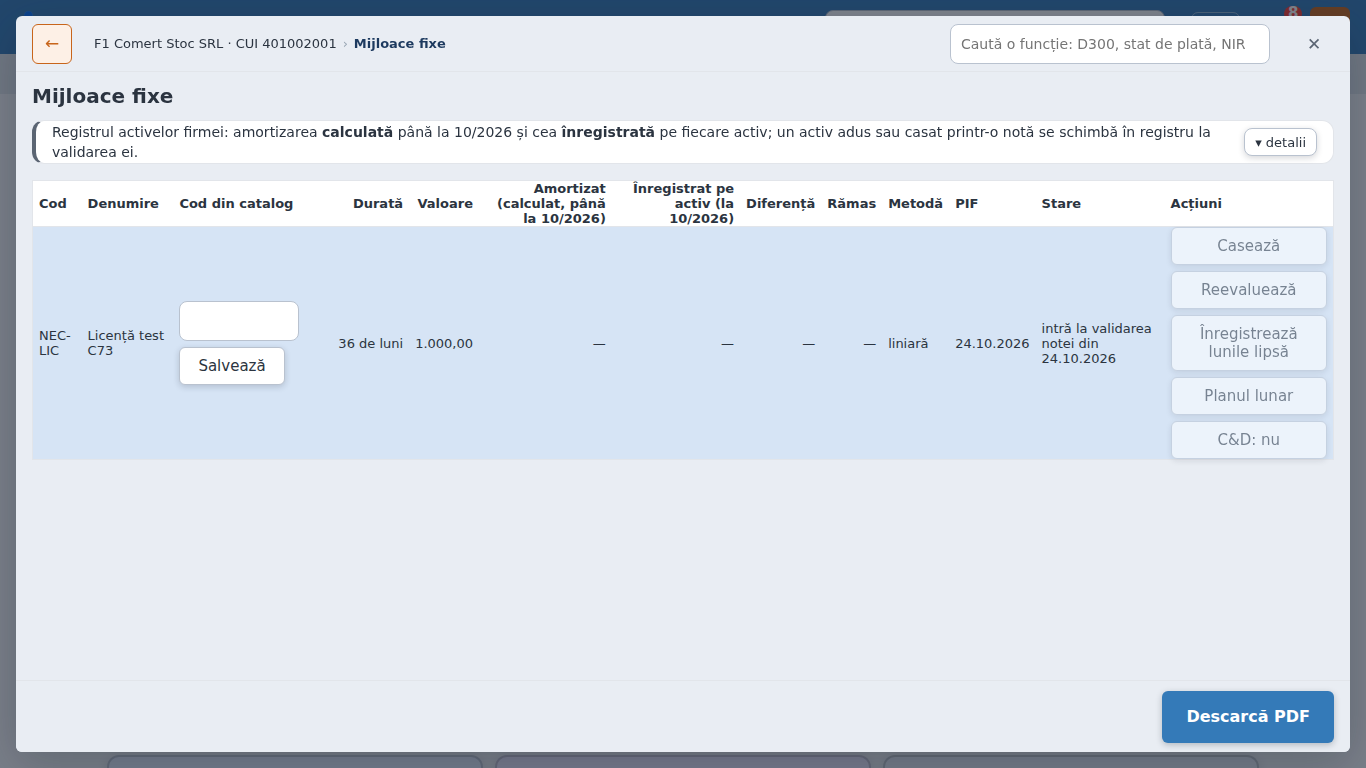 8
← F1 Comert Stoc SRL · CUI 401002001 › Mijloace fixe
Caută o funcție: D300, stat de plată, NIR
✕
Mijloace fixe
Registrul activelor firmei: amortizarea calculată până la 10/2026 și cea înregistrată pe fiecare activ; un activ adus sau casat printr-o notă se schimbă în registru la
validarea ei.
▾ detalii
Cod
Denumire
Cod din catalog
Durată
Valoare
Amortizat
(calculat, până
la 10/2026)
Înregistrat pe
activ (la
10/2026)
Diferență
Rămas
Metodă
PIF
Stare
Acțiuni
NEC-
LIC
Licență test
C73
Salvează
36 de luni
1.000,00
—
—
—
—
liniară
24.10.2026
intră la validarea
notei din
24.10.2026
Casează
Reevaluează
Înregistrează
lunile lipsă
Planul lunar
C&D: nu
Descarcă PDF